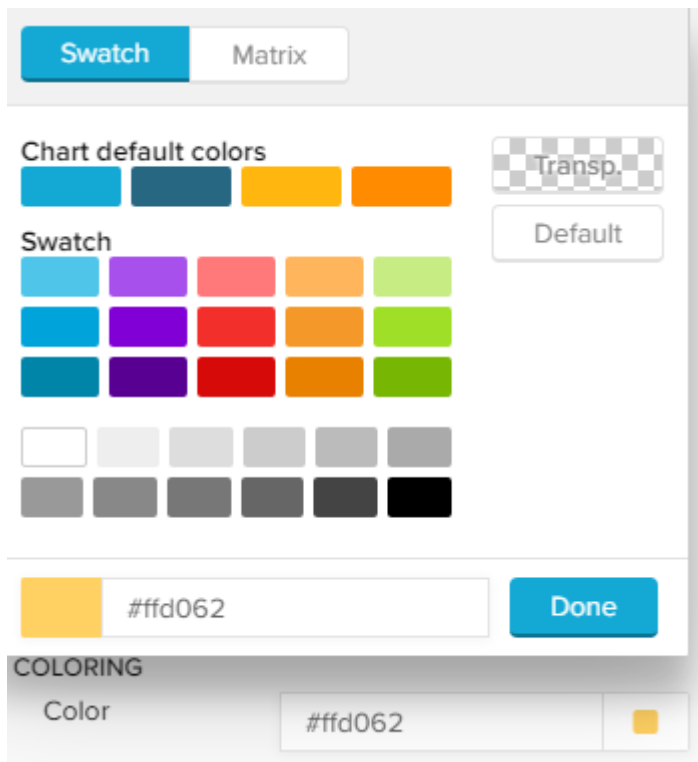 Swatch Matrix
Chart default colors
Transp.
Default
Swatch
#ffd062 Done
COLORING
Color #ffd062